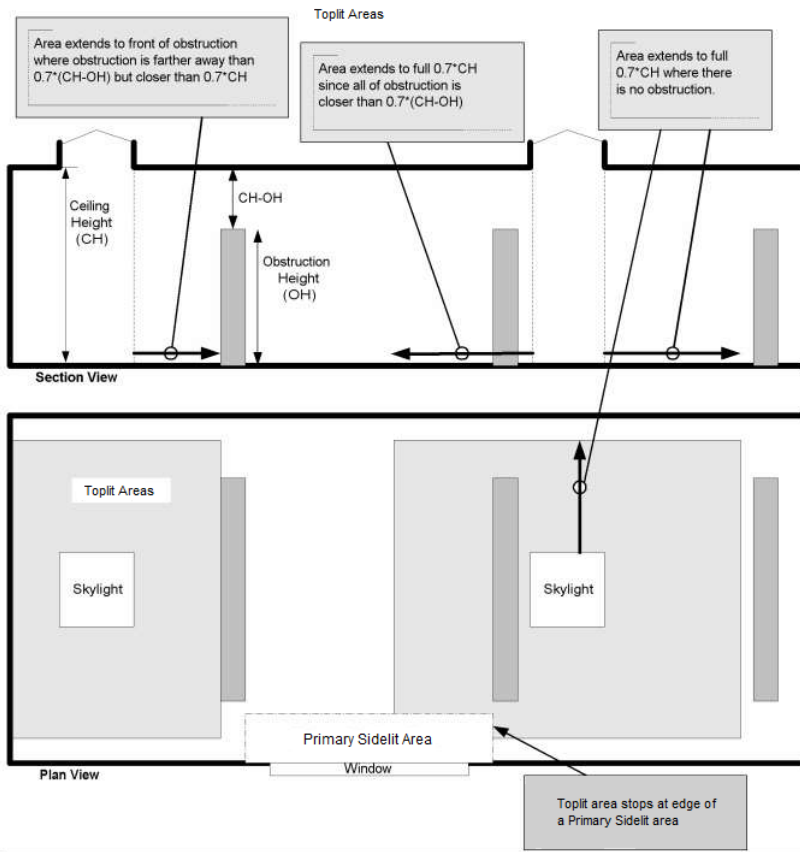 Toplit Areas
Area extends to front of obstruction
where obstruction is farther away than
0.7*(CH-OH) but closer than 0.7*CH
Area extends to full 0.7*CH
since all of obstruction is
closer than 0.7*(CH-OH)
Area extends to full
0.7*CH where there
is no obstruction.
Ceiling
Height
(CH)
CH-OH
Obstruction
Height
(OH)
Section View
Toplit Areas
Skylight
Skylight
Primary Sidelit Area
Window
Plan View
Toplit area stops at edge of
a Primary Sidelit area